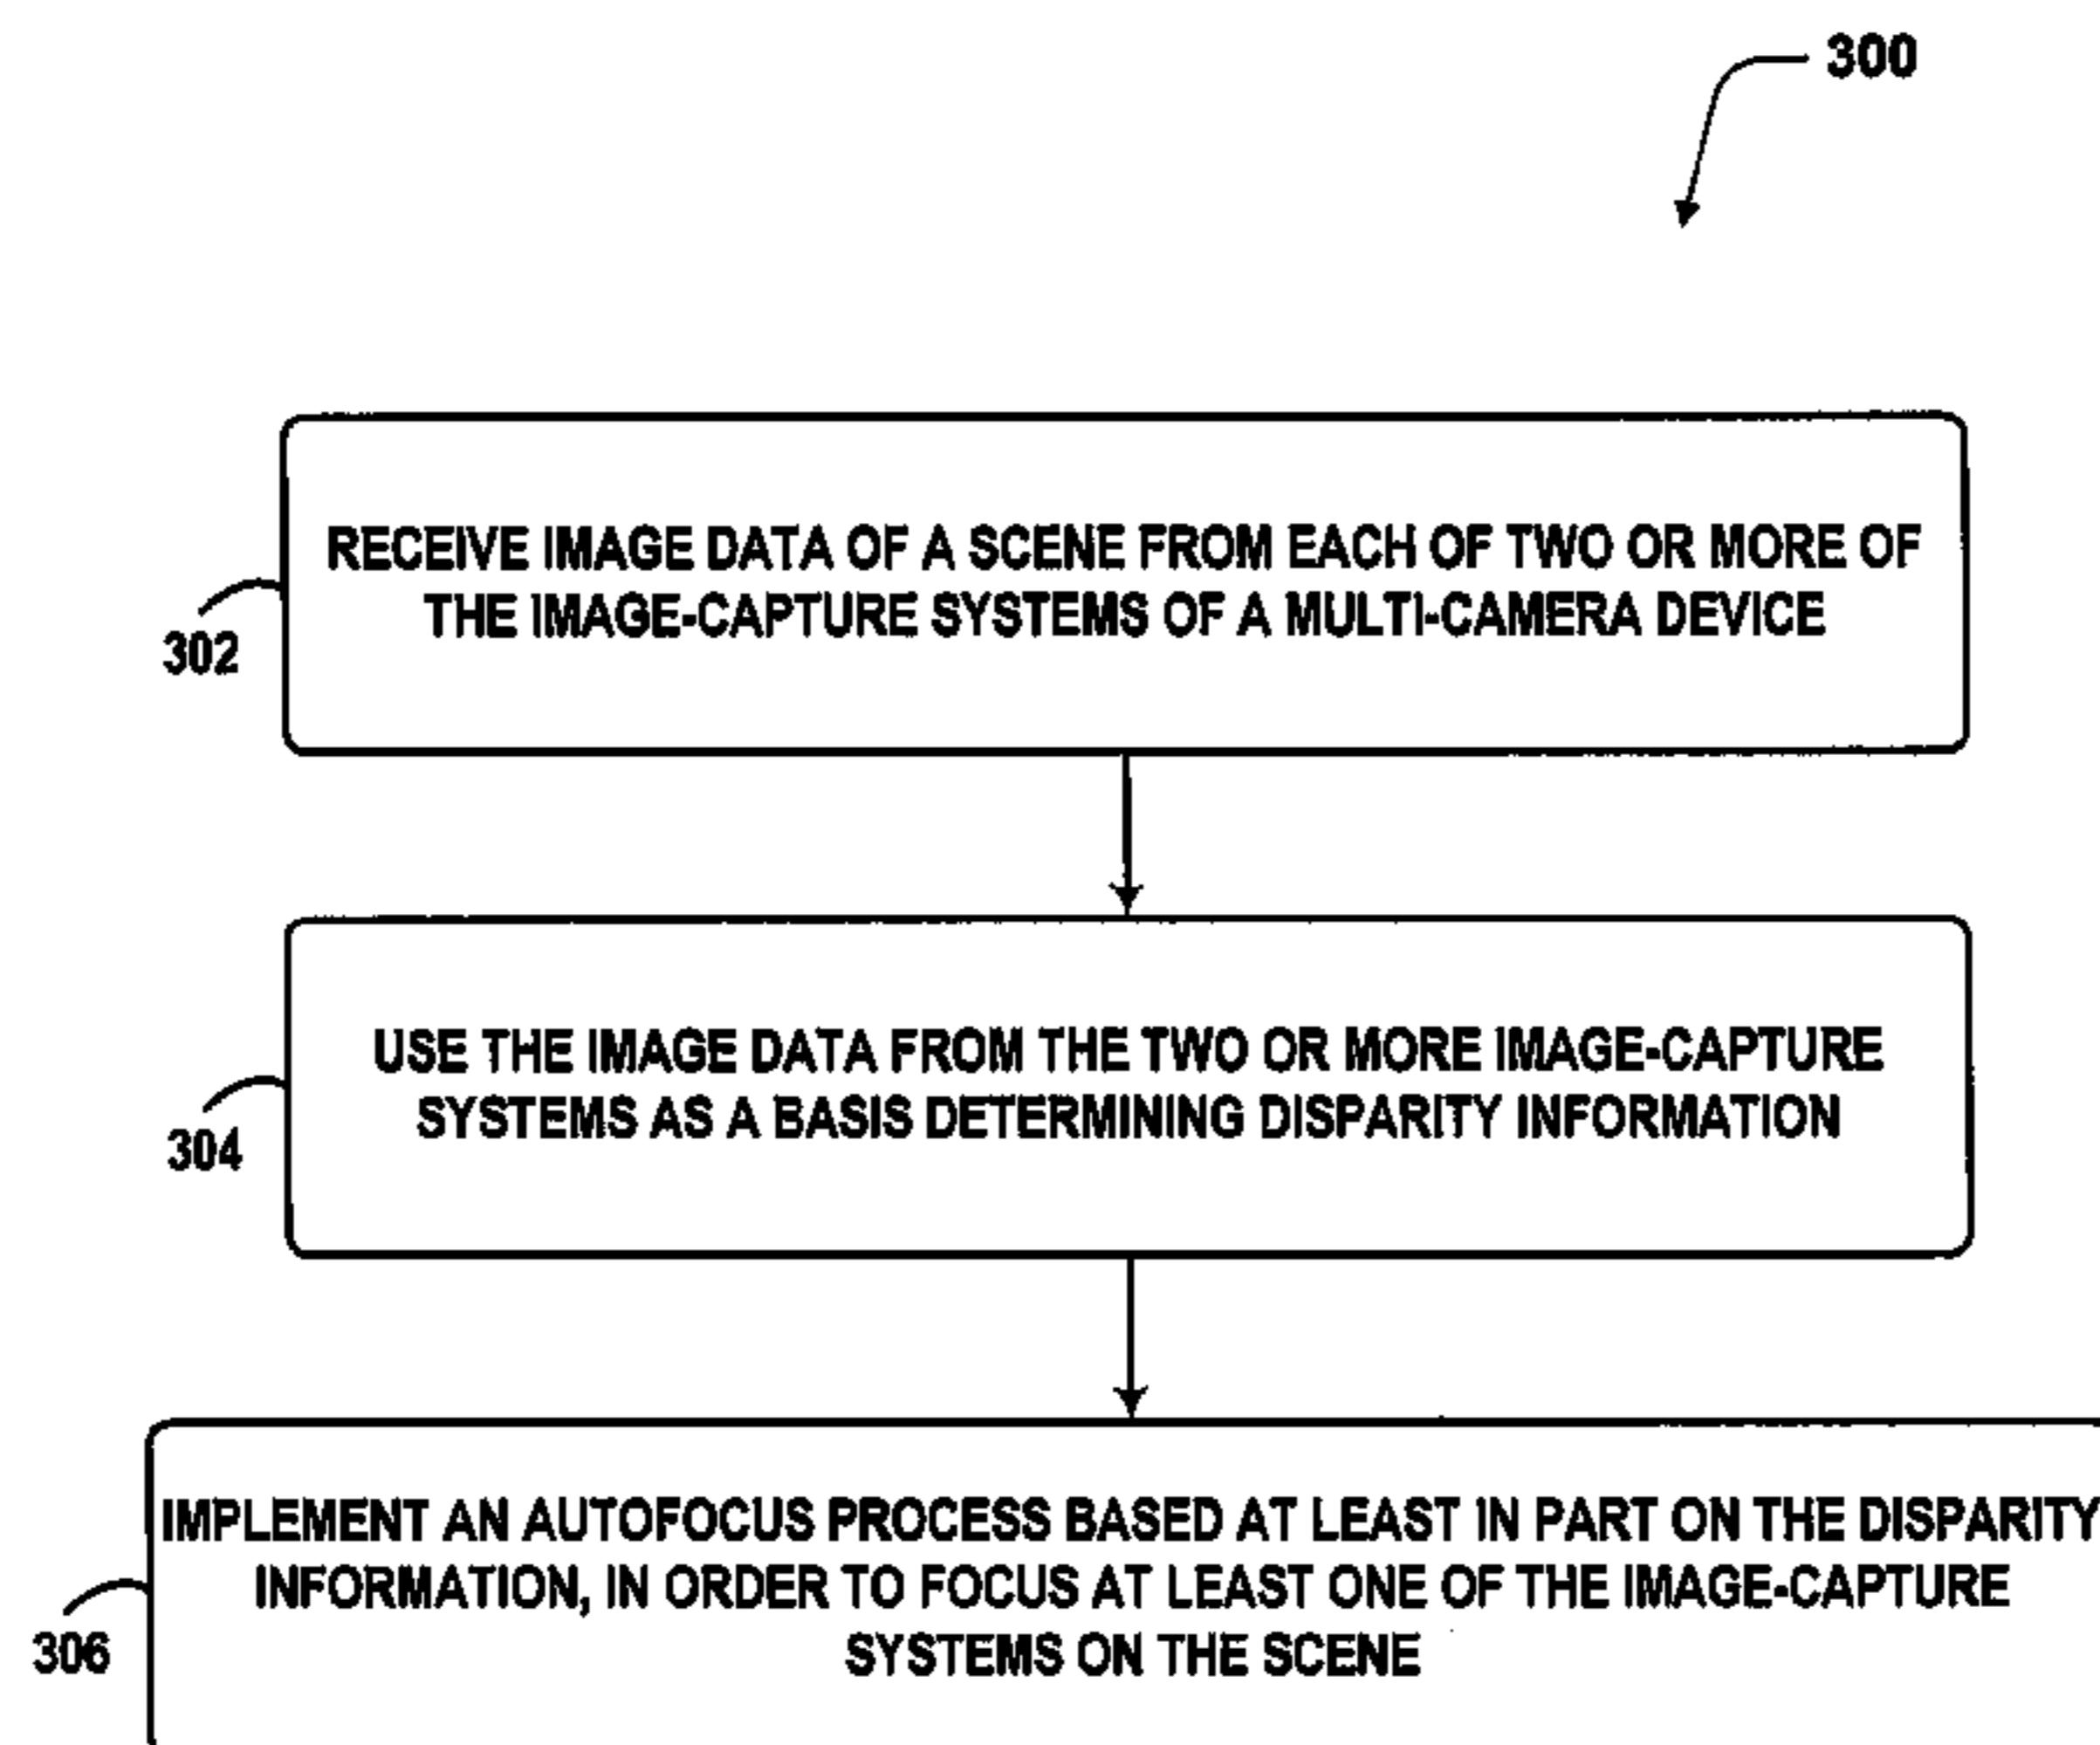 300
RECEIVE IMAGE DATA OF A SCENE FROM EACH OF TWO OR MORE OF
THE IMAGE-CAPTURE SYSTEMS OF A MULTI-CAMERA DEVICE
302
USE THE IMAGE DATA FROM THE TWO OR MORE IMAGE-CAPTURE
SYSTEMS AS A BASIS DETERMINING DISPARITY INFORMATION
304
IMPLEMENT AN AUTOFOCUS PROCESS BASED AT LEAST IN PART ON THE DISPARITY
INFORMATION, IN ORDER TO FOCUS AT LEAST ONE OF THE IMAGE-CAPTURE
SYSTEMS ON THE SCENE
306